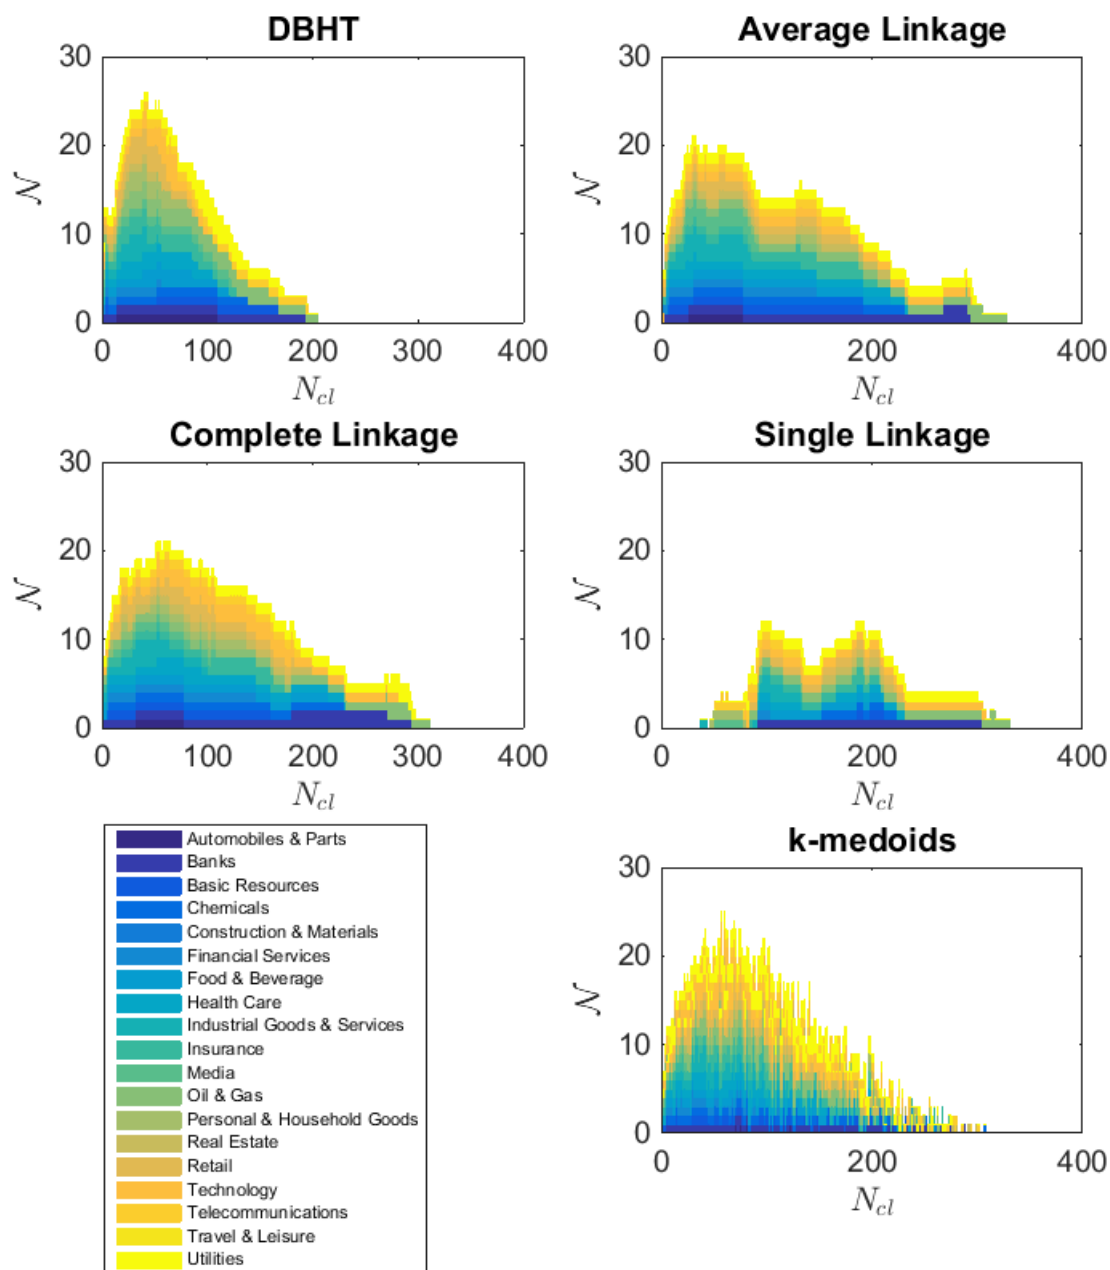 DBHT
30
20
10
0
𝒩
0 100 200 300 400
N_cl
Average Linkage
30
20
10
0
𝒩
0 200 400
N_cl
Complete Linkage
30
20
10
0
𝒩
0 100 200 300 400
N_cl
Single Linkage
30
20
10
0
𝒩
0 200 400
N_cl
Automobiles & Parts
Banks
Basic Resources
Chemicals
Construction & Materials
Financial Services
Food & Beverage
Health Care
Industrial Goods & Services
Insurance
Media
Oil & Gas
Personal & Household Goods
Real Estate
Retail
Technology
Telecommunications
Travel & Leisure
Utilities
k-medoids
30
20
10
0
𝒩
0 200 400
N_cl